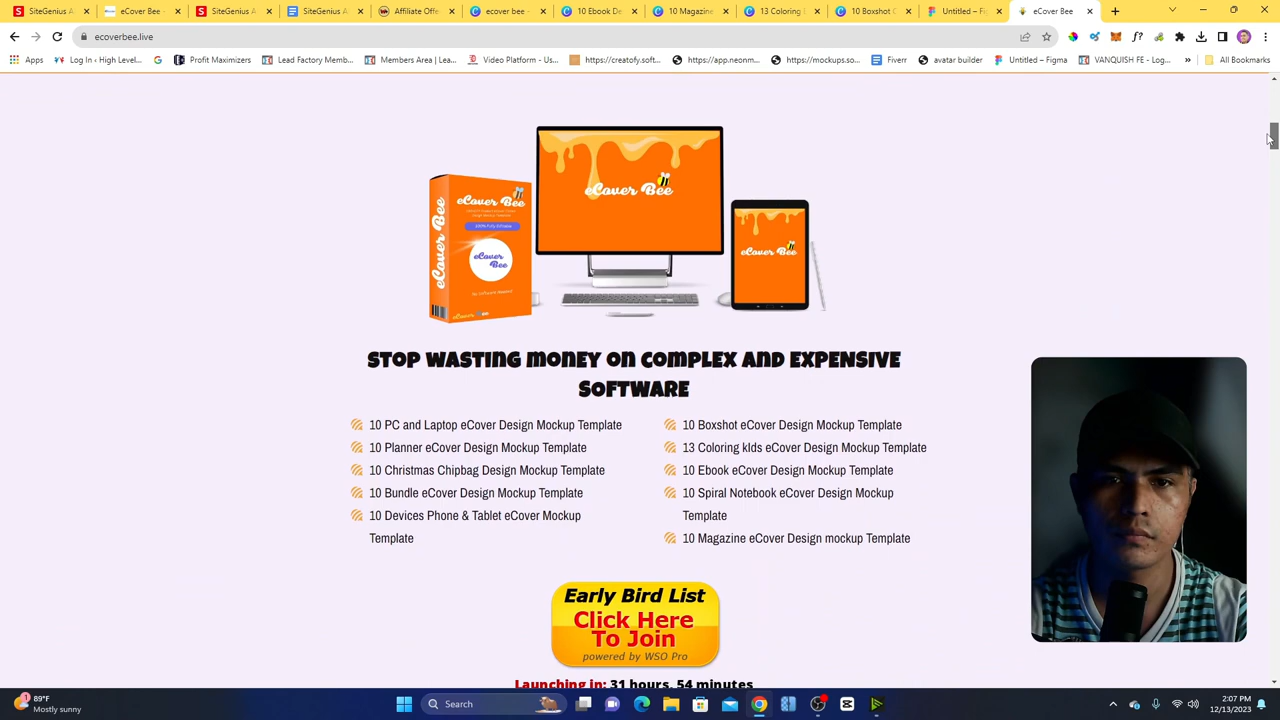 SiteGenius A
eCover Bee -
SiteGenius A
SiteGenius A
Affiliate Offe
ecover bee -
10 Ebook De
10 Magazine
13 Coloring
10 Boxshot C
Untitled – Fig
eCover Bee
ecoverbee.live
Apps
Log In ‹ High Level...
Profit Maximizers
Lead Factory Memb...
Members Area | Lea...
Video Platform - Us...
https://creatofy.soft...
https://app.neonm...
https://mockups.so...
Fiverr
avatar builder
Untitled – Figma
VANQUISH FE - Log...
»
All Bookmarks
eCover Bee
eCover Bee
eCover Bee
eCover Bee
eCover Bee
eCover Bee
STOP WASTING MONEY ON COMPLEX AND EXPENSIVE
SOFTWARE
10 PC and Laptop eCover Design Mockup Template
10 Planner eCover Design Mockup Template
10 Christmas Chipbag Design Mockup Template
10 Bundle eCover Design Mockup Template
10 Devices Phone & Tablet eCover Mockup
Template
10 Boxshot eCover Design Mockup Template
13 Coloring kIds eCover Design Mockup Template
10 Ebook eCover Design Mockup Template
10 Spiral Notebook eCover Design Mockup
Template
10 Magazine eCover Design mockup Template
Early Bird List
Click Here
To Join
powered by WSO Pro
Launching in: 31 hours, 54 minutes
1
89°F
Mostly sunny
Search
2:07 PM
12/13/2023